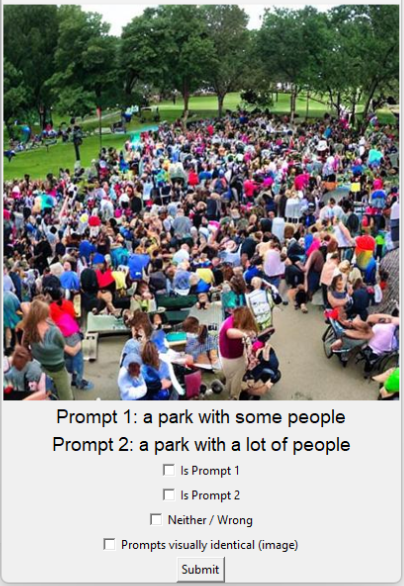 Prompt 1: a park with some people
Prompt 2: a park with a lot of people
Is Prompt 1
Is Prompt 2
Neither / Wrong
Prompts visually identical (image)
Submit